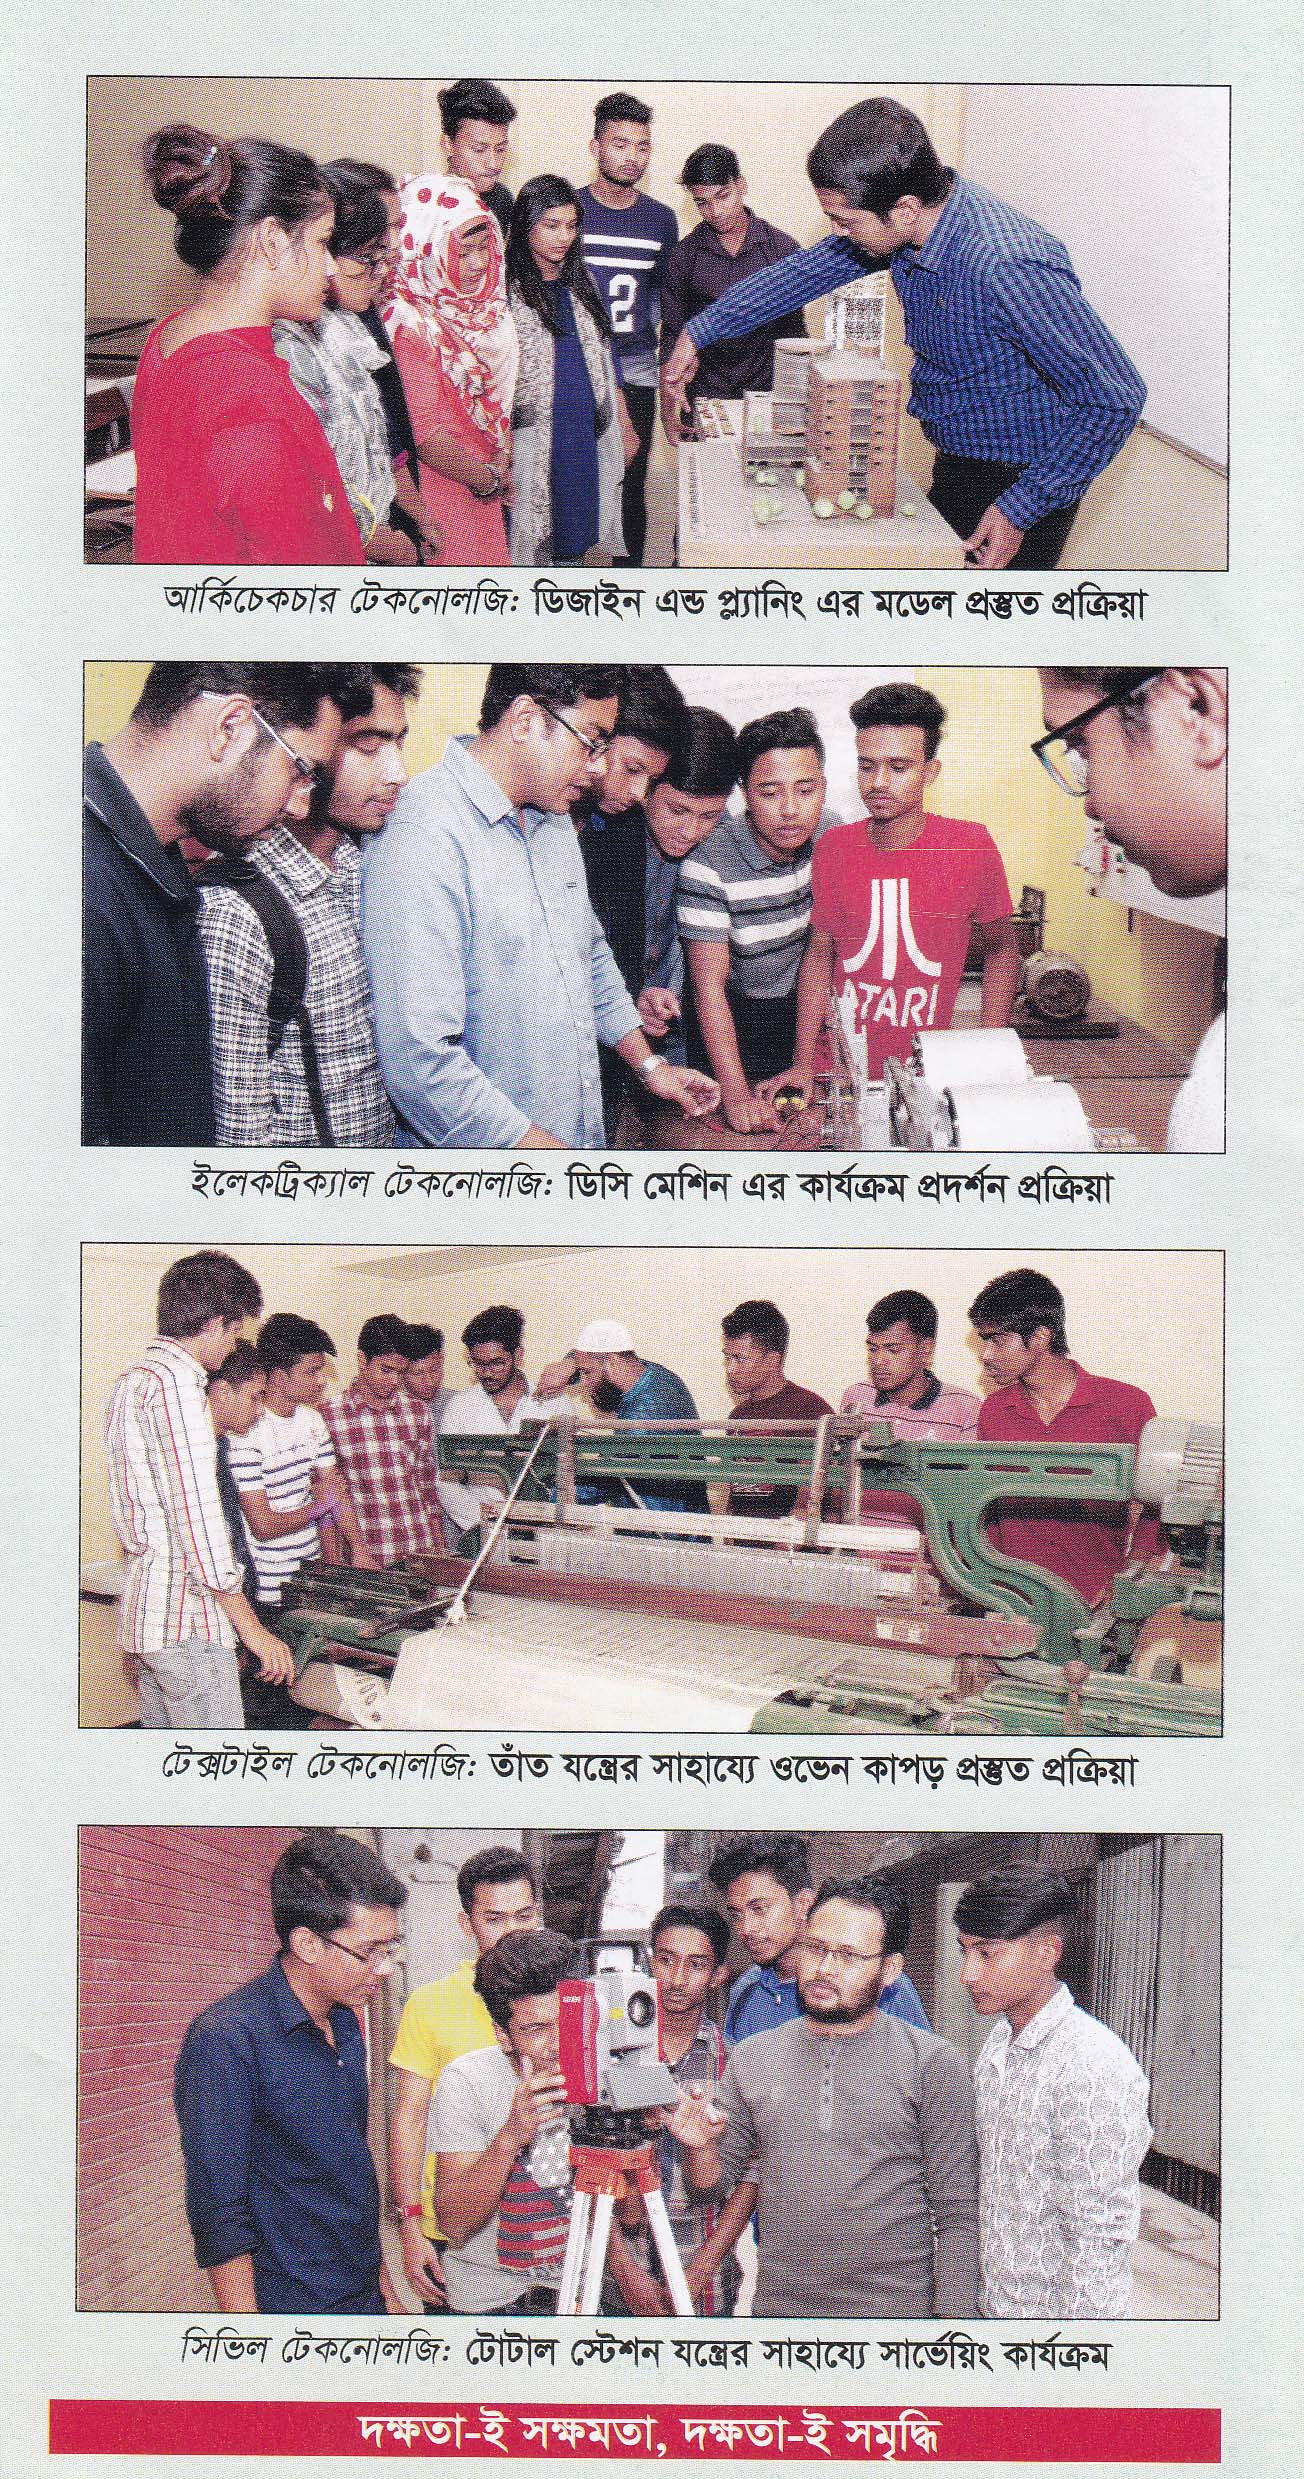 2
আর্কিচেকচার টেকনোলজি: ডিজাইন এন্ড প্ল্যানিং এর মডেল প্রস্তুত প্রক্রিয়া
ATARI
ইলেকট্রিক্যাল টেকনোলজি: ডিসি মেশিন এর কার্যক্রম প্রদর্শন প্রক্রিয়া
টেক্সটাইল টেকনোলজি: তাঁত যন্ত্রের সাহায্যে ওভেন কাপড় প্রস্তুত প্রক্রিয়া
সিভিল টেকনোলজি: টোটাল স্টেশন যন্ত্রের সাহায্যে সার্ভেয়িং কার্যক্রম
দক্ষতা-ই সক্ষমতা, দক্ষতা-ই সমৃদ্ধি